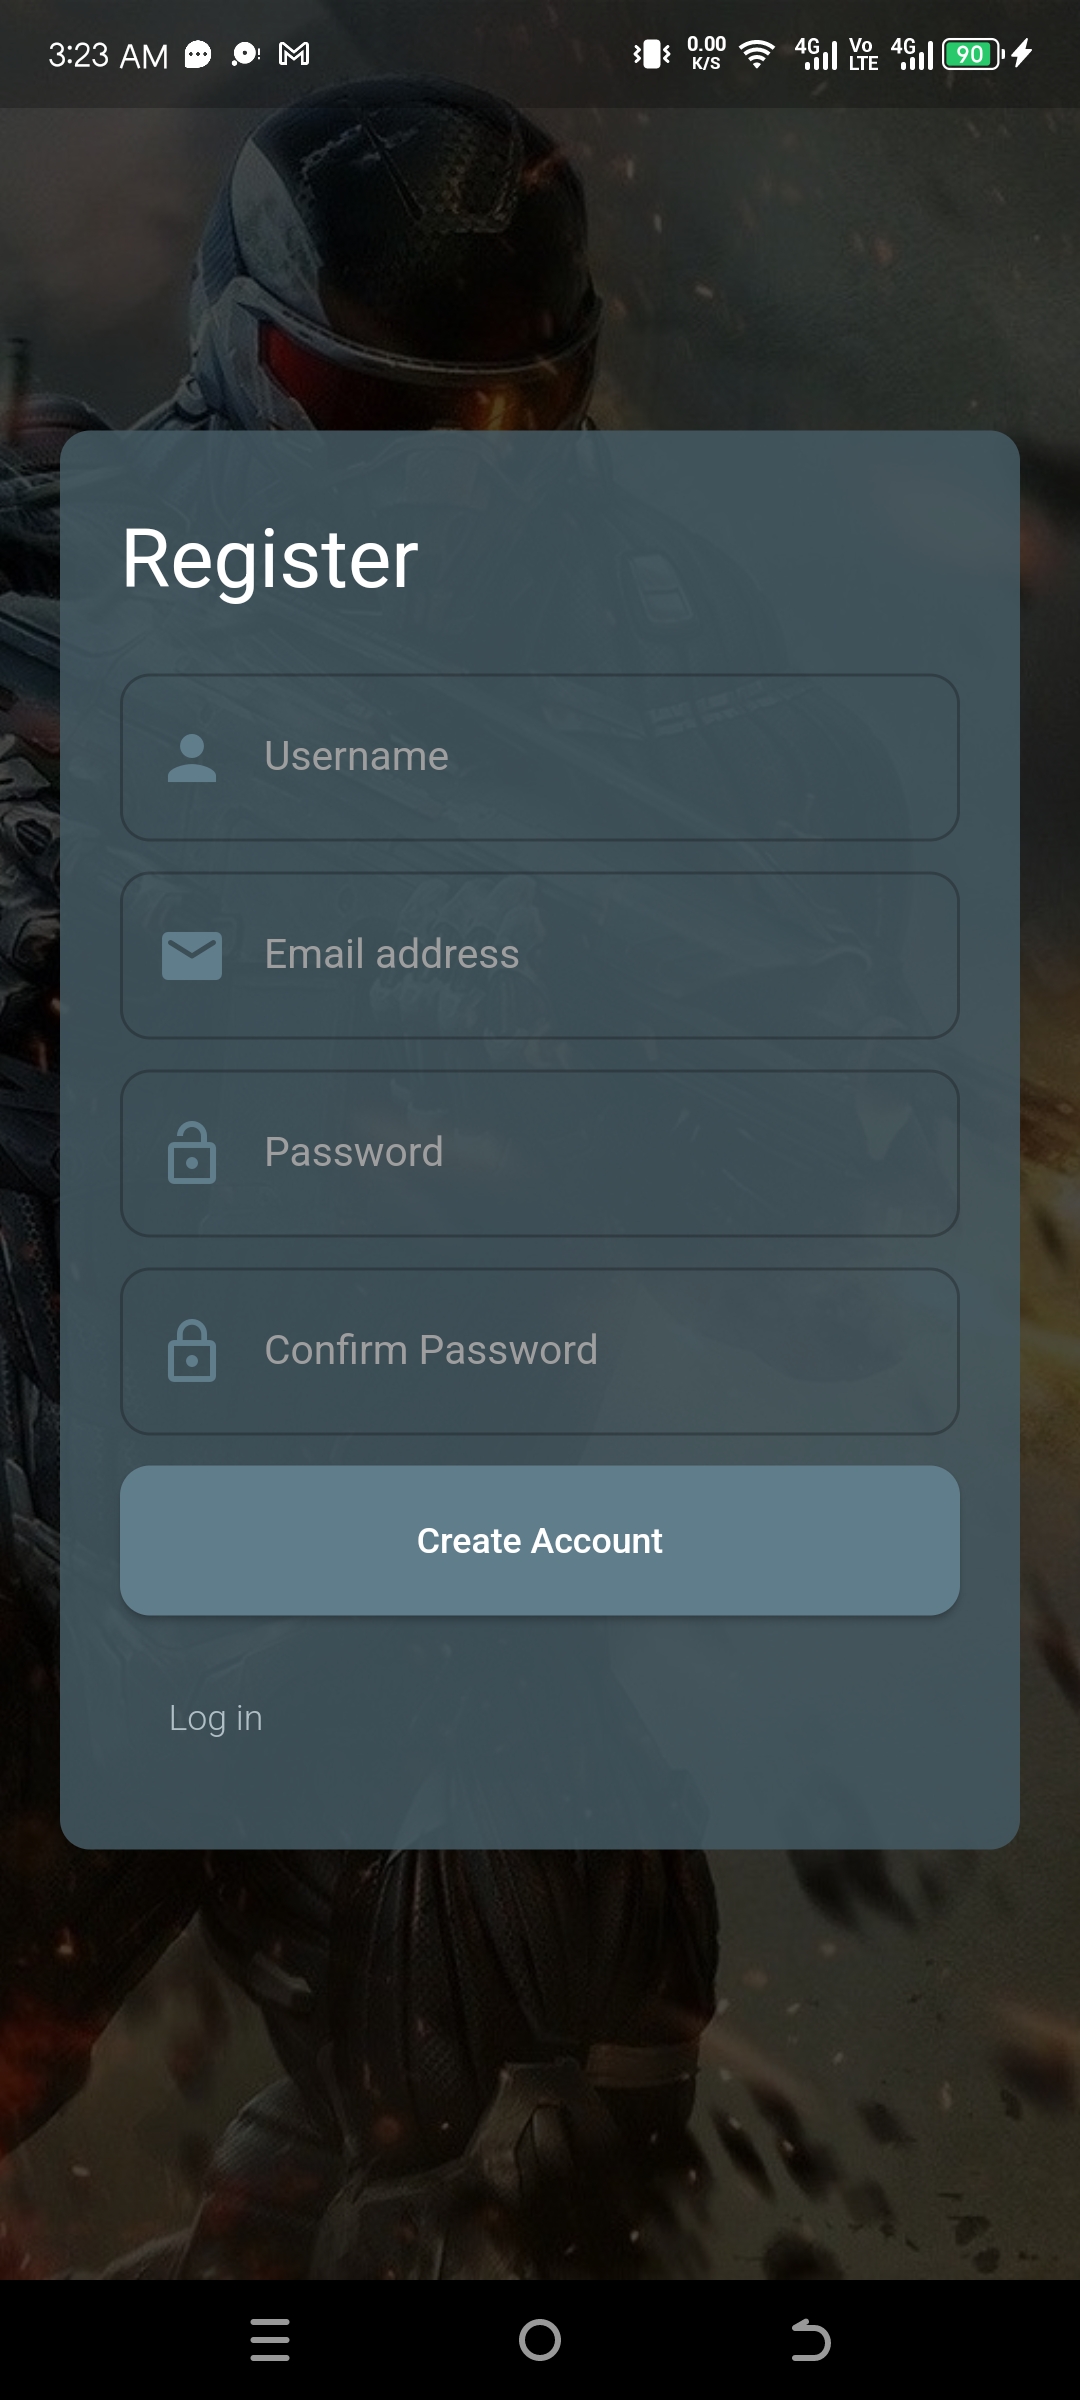 3:23 AM 0.00 K/S 4G Vo LTE 4G 90
Register
Username
Email address
Password
Confirm Password
Create Account
Log in